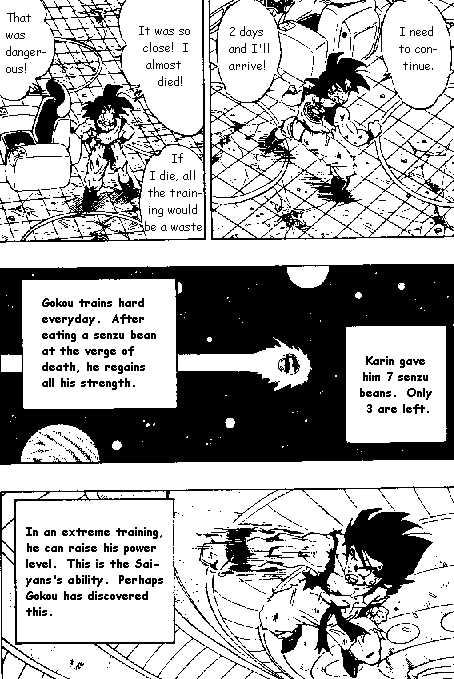 That
was
danger-
ous!
It was so
close! I
almost
died!
If
I die, all
the train-
ing would
be a waste
2 days
and I'll
arrive!
I need
to con-
tinue.
Gokou trains hard
everyday. After
eating a senzu bean
at the verge of
death, he regains
all his strength.
Karin gave
him 7 senzu
beans. Only
3 are left.
In an extreme training,
he can raise his power
level. This is the Sai-
yans's ability. Perhaps
Gokou has discovered
this.